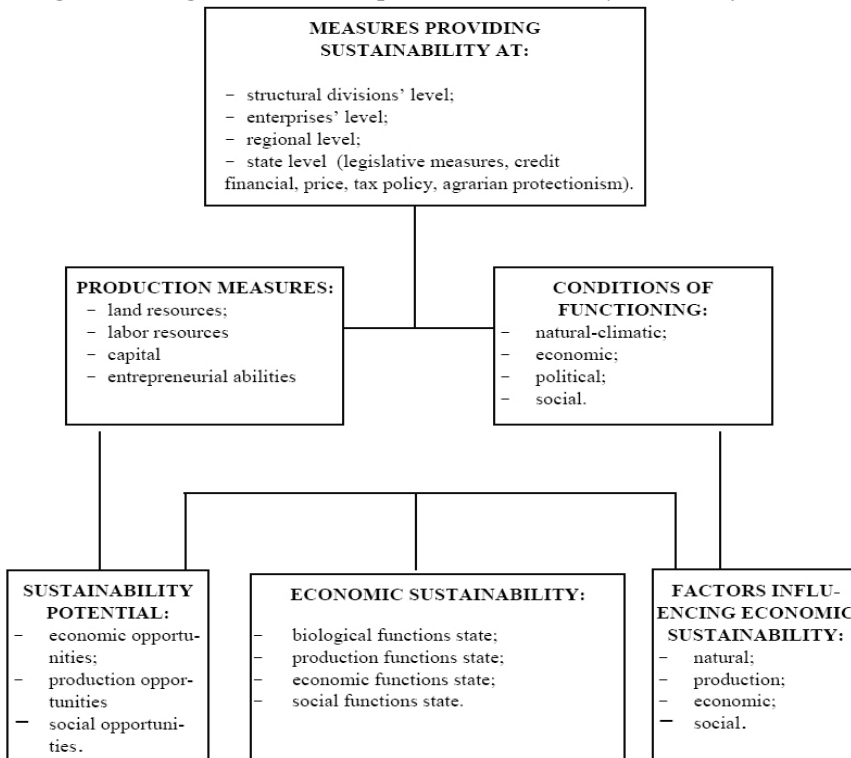 MEASURES PROVIDING
SUSTAINABILITY AT:
– structural divisions' level;
– enterprises' level;
– regional level;
– state level (legislative measures, credit
financial, price, tax policy, agrarian protectionism).
PRODUCTION MEASURES:
– land resources;
– labor resources
– capital
– entrepreneurial abilities
CONDITIONS OF
FUNCTIONING:
- natural-climatic;
- economic;
- political;
- social.
SUSTAINABILITY
POTENTIAL:
- economic opportu-
nities;
- production oppor-
tunities
– social opportuni-
ties.
ECONOMIC SUSTAINABILITY:
- biological functions state;
- production functions state;
- economic functions state;
- social functions state.
FACTORS INFLU-
ENCING ECONOMIC
SUSTAINABILITY:
- natural;
- production;
- economic;
– social.